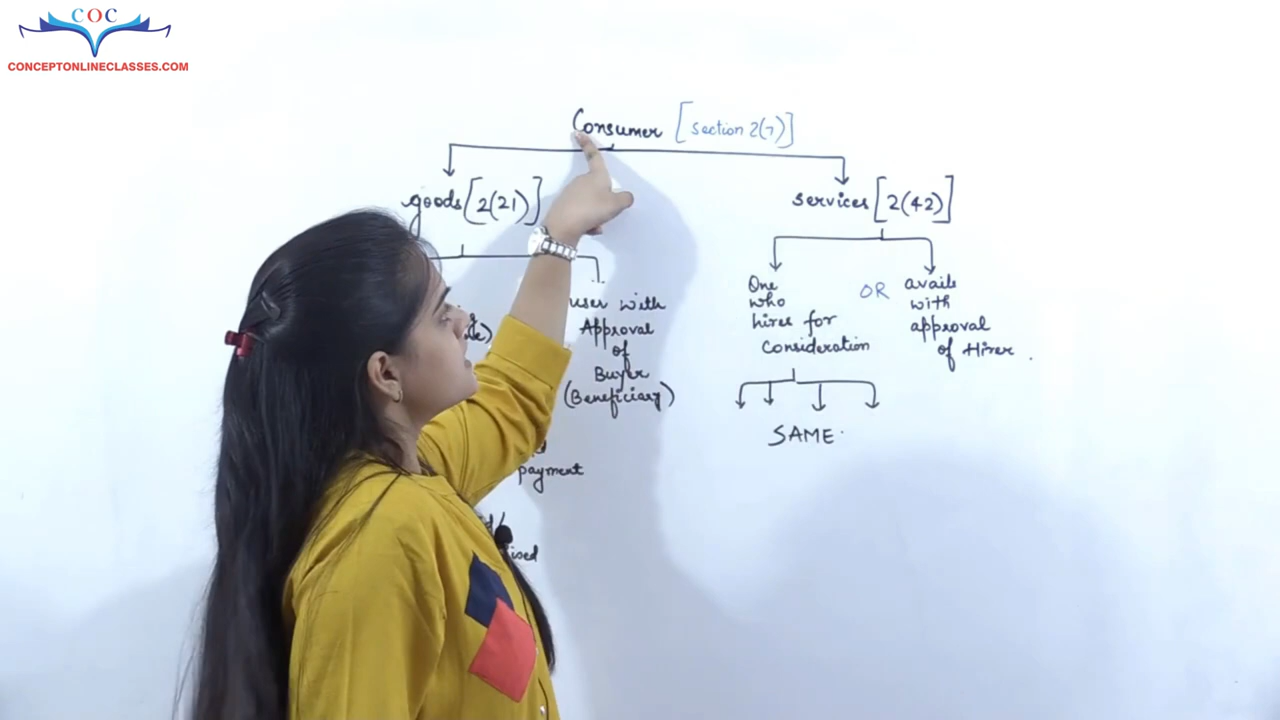 COC
CONCEPTONLINECLASSES.COM
Consumer [section 2(7)]
goods [2(21)]
services [2(42)]
user with
Approval
of
Buyer
(Beneficiary)
payment
One
who
hires for
Consideration
OR
avails
with
approval
of Hirer.
SAME.